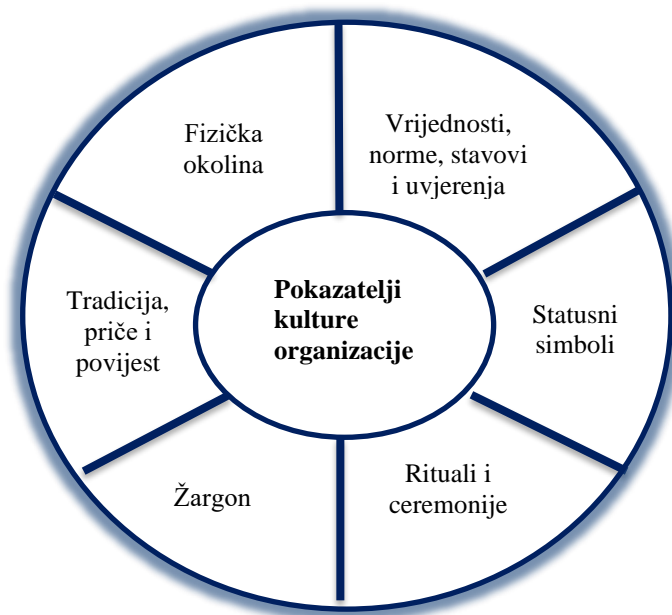 Fizička
okolina
Vrijednosti,
norme, stavovi
i uvjerenja
Tradicija,
priče i
povijest
Pokazatelji
kulture
organizacije
Statusni
simboli
Žargon
Rituali i
ceremonije